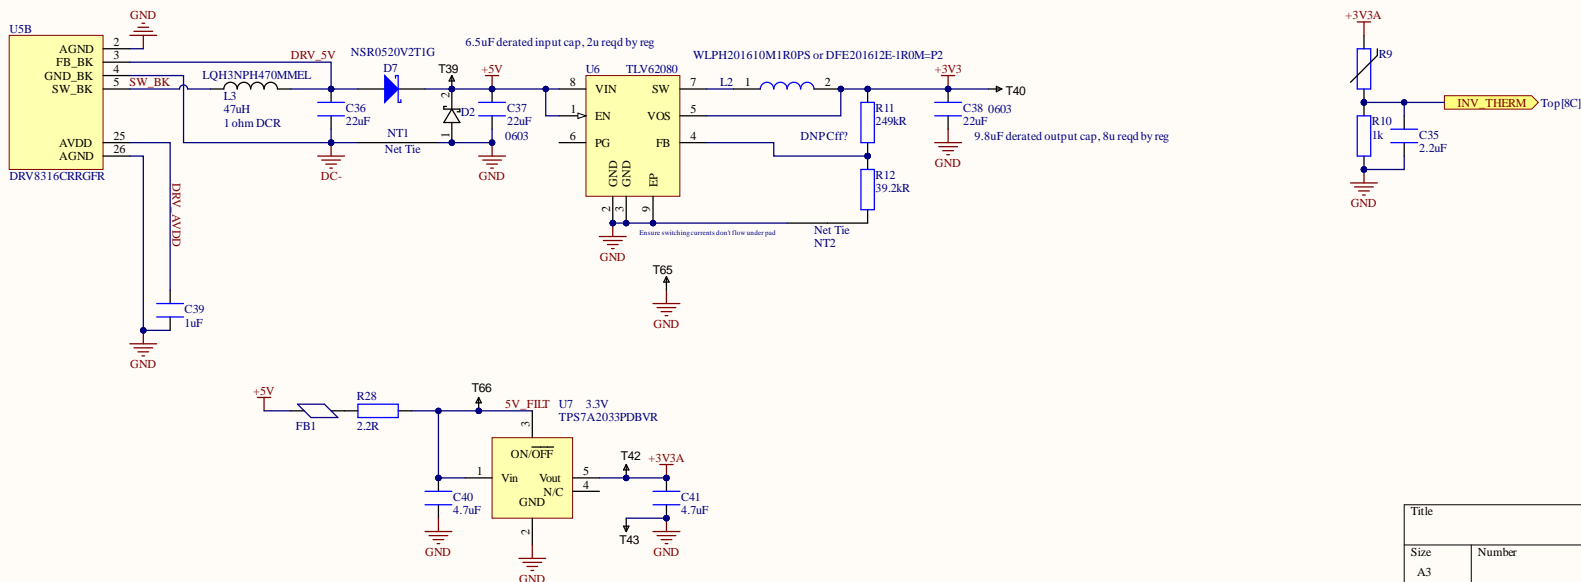 GND
U5B
AGND
2
FB_BK
3
GND_BK
4
SW_BK
5
SW_BK
AVDD
25
AGND
26
DRV8316CRRGFR
DRV_AVDD
C39
1uF
GND
LQH3NPH470MMEL
L3
47uH
1 ohm DCR
DRV_5V
C36
22uF
DC-
NSR0520V2T1G
D7
NT1
Net Tie
6.5uF derated input cap, 2u reqd by reg
T39
2
D2
1
+5V
C37
22uF
0603
GND
U6
TLV62080
8
VIN
1
EN
6
PG
SW
7
VOS
5
FB
4
GND
GND
EP
2
3
9
GND
Ensure switching currents don't flow under pad
WLPH201610M1R0PS or DFE201612E-1R0M=P2
L2
1
2
R11
249kR
DNP Cff?
R12
39.2kR
Net Tie
NT2
+3V3
T40
C38
0603
22uF
9.8uF derated output cap, 8u reqd by reg
GND
T65
GND
+3V3A
R9
INV_THERM
Top[8C]
R10
1k
C35
2.2uF
GND
+5V
FB1
R28
2.2R
T66
5V_FILT
U7
3.3V
TPS7A2033PDBVR
3
ON/OFF
1
Vin
Vout
5
N/C
4
GND
2
GND
C40
4.7uF
GND
T42
+3V3A
C41
4.7uF
T43
GND
Title
Size
Number
A3